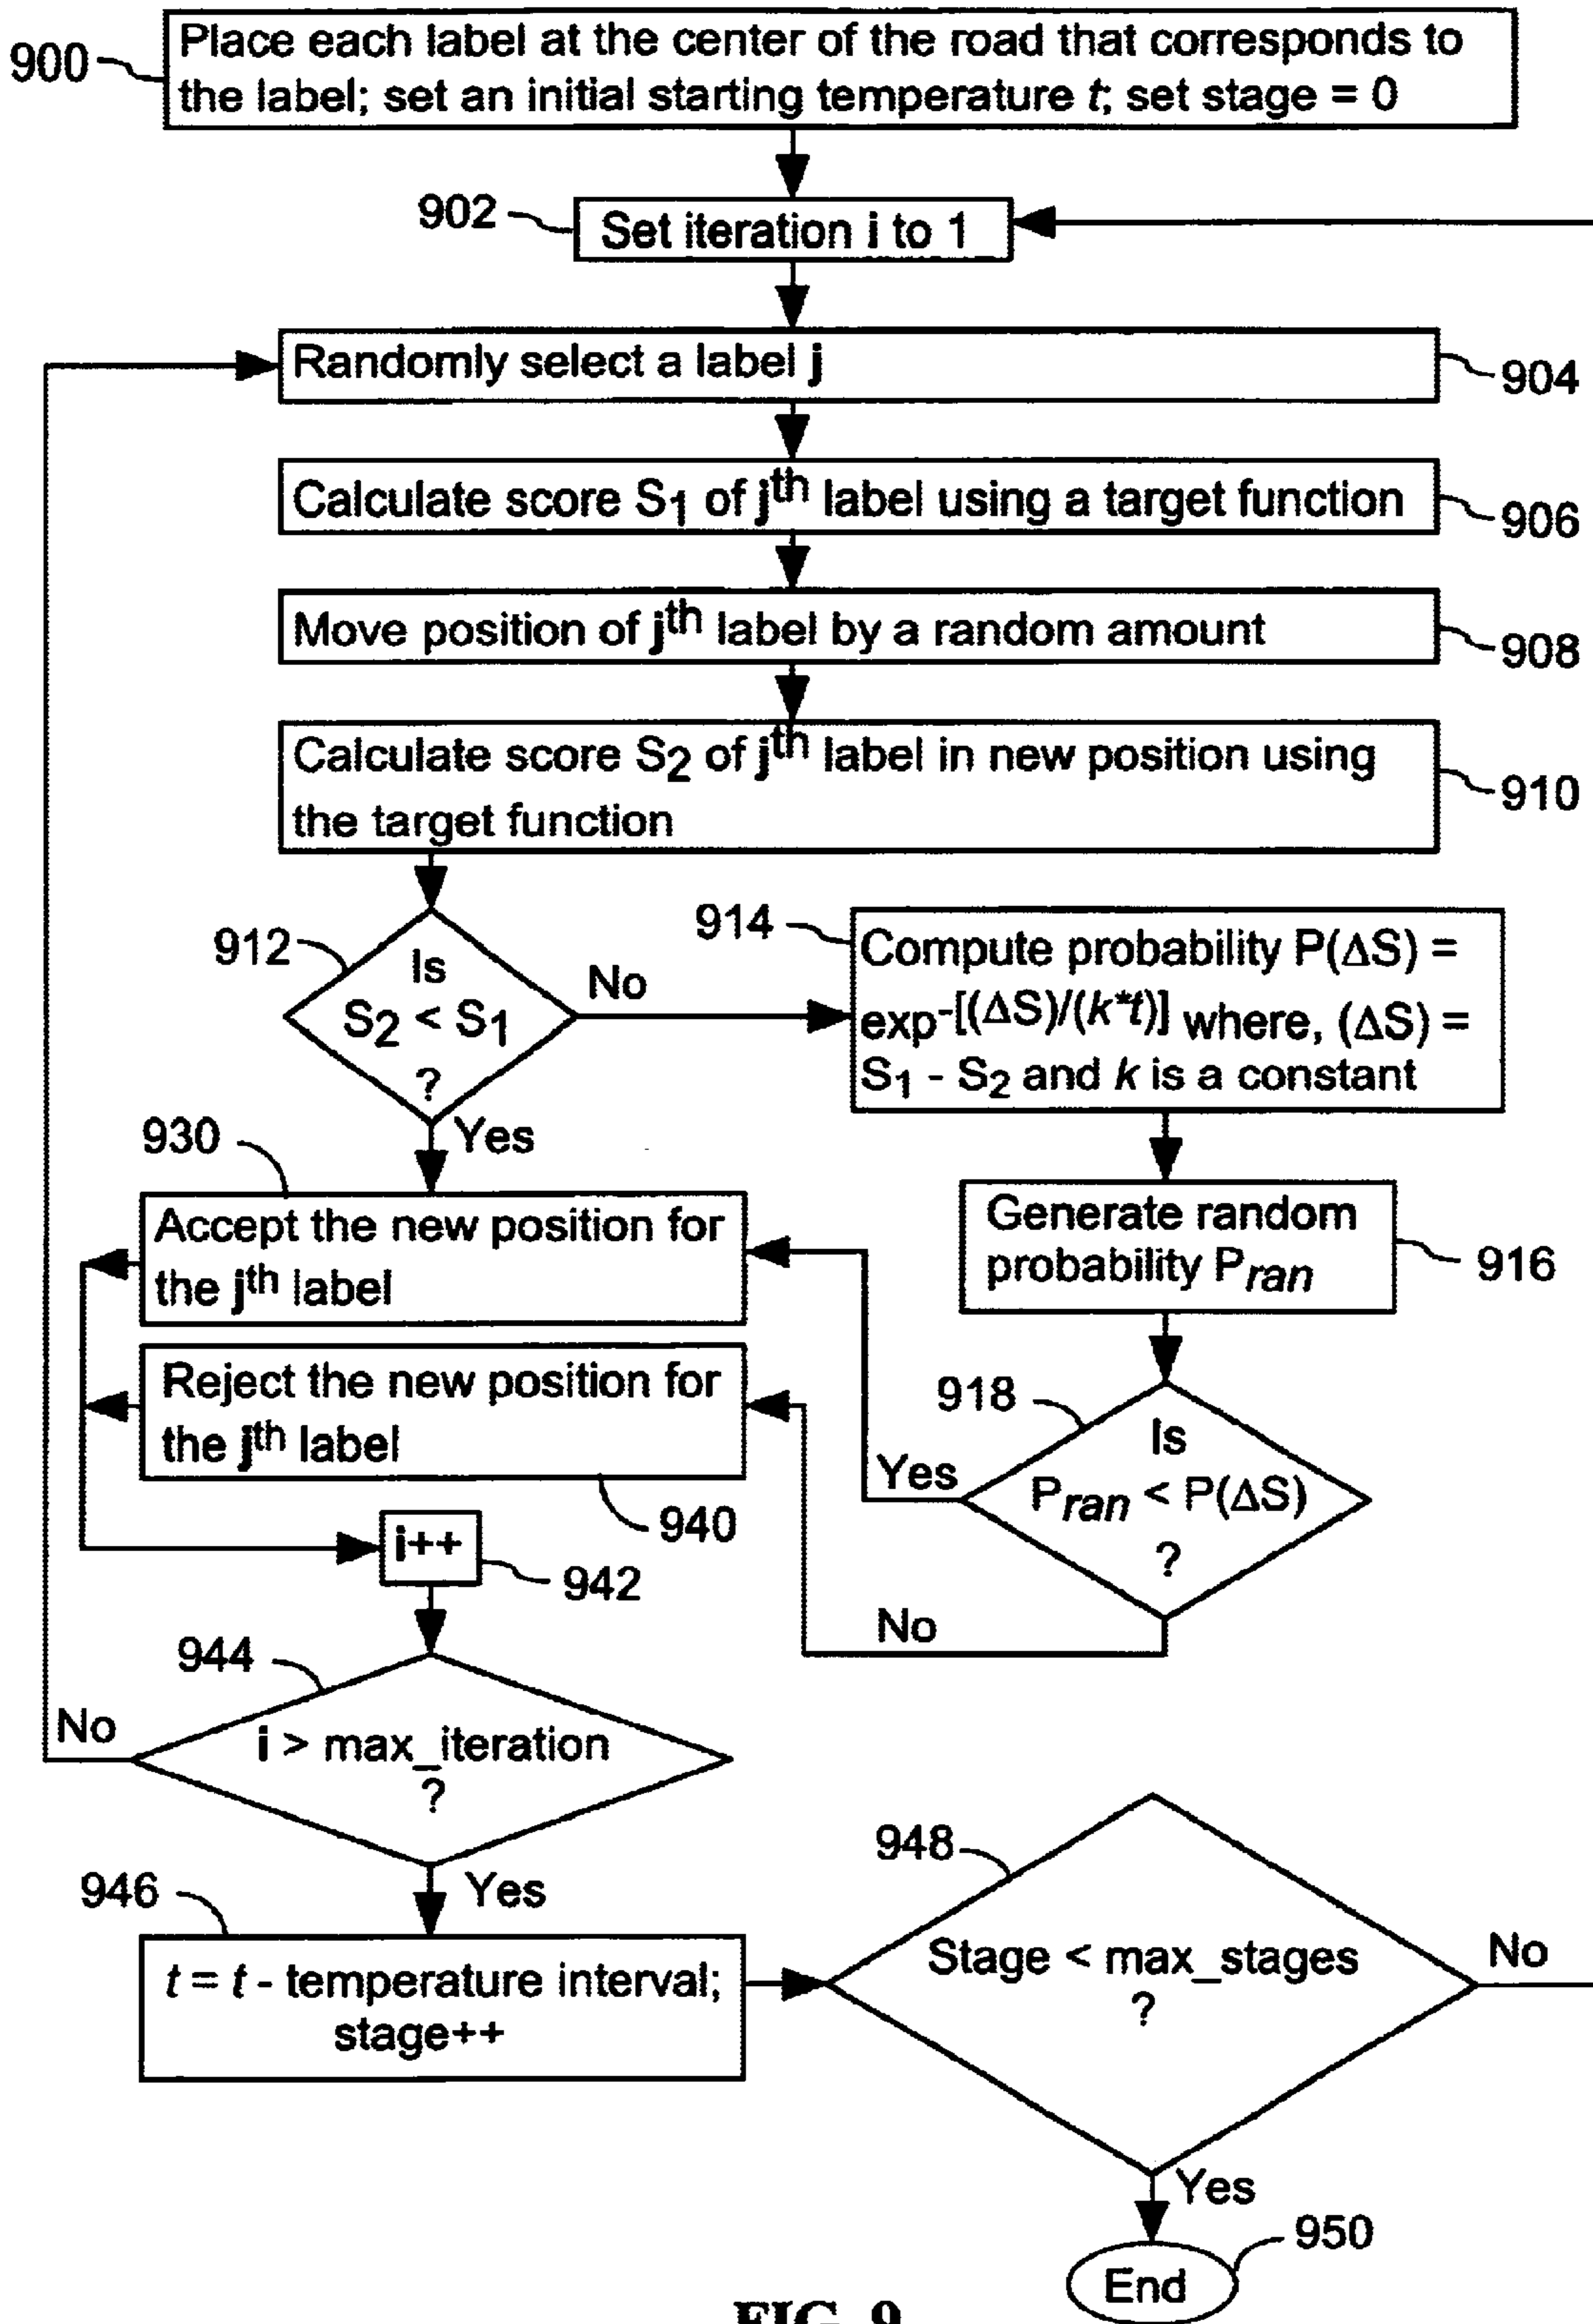 900
Place each label at the center of the road that corresponds to
the label; set an initial starting temperature t; set stage = 0
902
Set iteration i to 1
Randomly select a label j
904
Calculate score S1 of jth label using a target function
906
Move position of jth label by a random amount
908
Calculate score S2 of jth label in new position using
the target function
910
912
Is
S2 < S1
?
No
Yes
914
Compute probability P(ΔS) =
exp-[(ΔS)/(k*t)] where, (ΔS) =
S1 - S2 and k is a constant
930
Accept the new position for
the jth label
Generate random
probability Pran
916
Reject the new position for
the jth label
940
918
Is
Pran < P(ΔS)
?
Yes
No
i++
942
944
i > max_iteration
?
No
Yes
946
t = t - temperature interval;
stage++
948
Stage < max_stages
?
No
Yes
950
End
FIG. 9